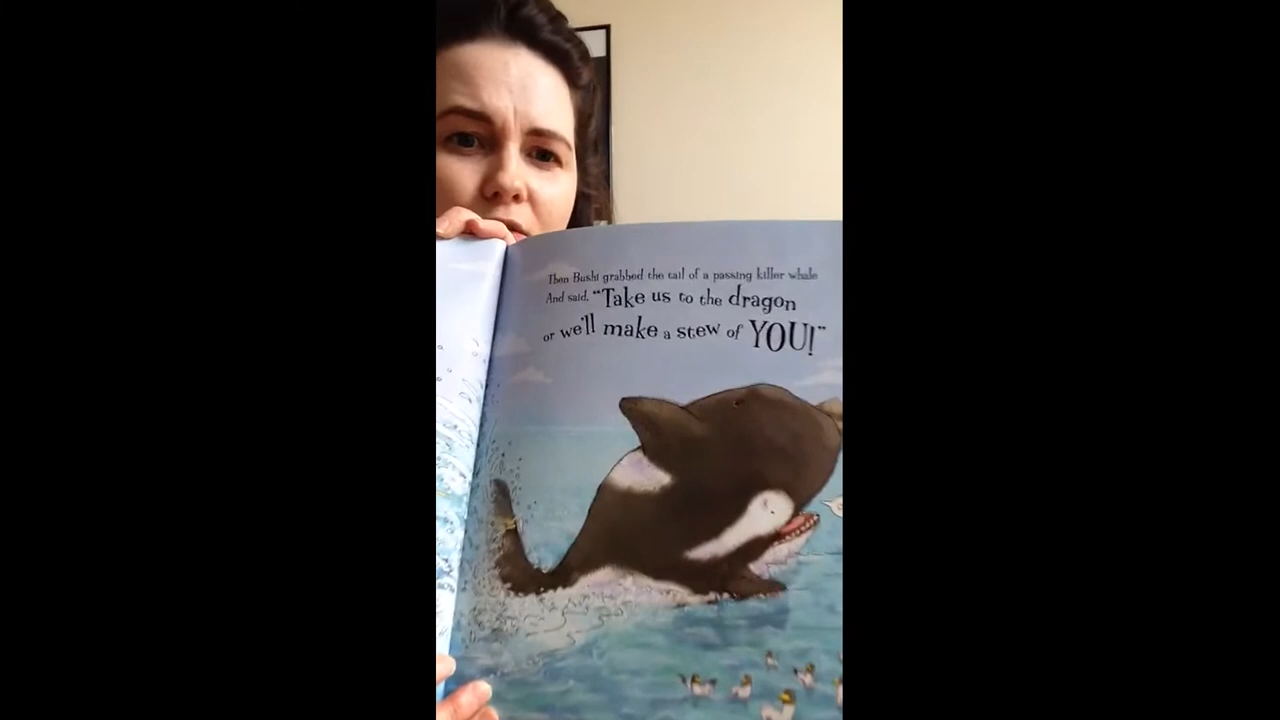 Then Bushi grabbed the tail of a passing killer whale
And said, "Take us to the dragon
or we'll make a stew of YOU!"